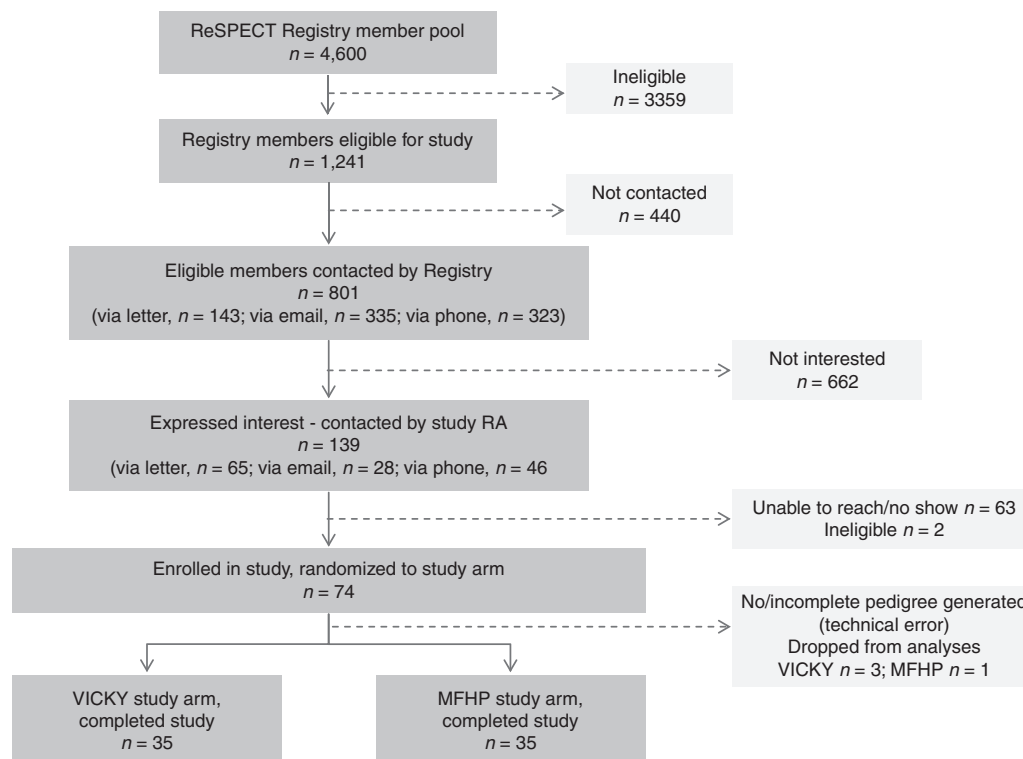 ReSPECT Registry member pool
n = 4,600
Ineligible
n = 3359
Registry members eligible for study
n = 1,241
Not contacted
n = 440
Eligible members contacted by Registry
n = 801
(via letter, n = 143; via email, n = 335; via phone, n = 323)
Not interested
n = 662
Expressed interest - contacted by study RA
n = 139
(via letter, n = 65; via email, n = 28; via phone, n = 46
Unable to reach/no show n = 63
Ineligible n = 2
Enrolled in study, randomized to study arm
n = 74
No/incomplete pedigree generated
(technical error)
Dropped from analyses
VICKY n = 3; MFHP n = 1
VICKY study arm,
completed study
n = 35
MFHP study arm,
completed study
n = 35